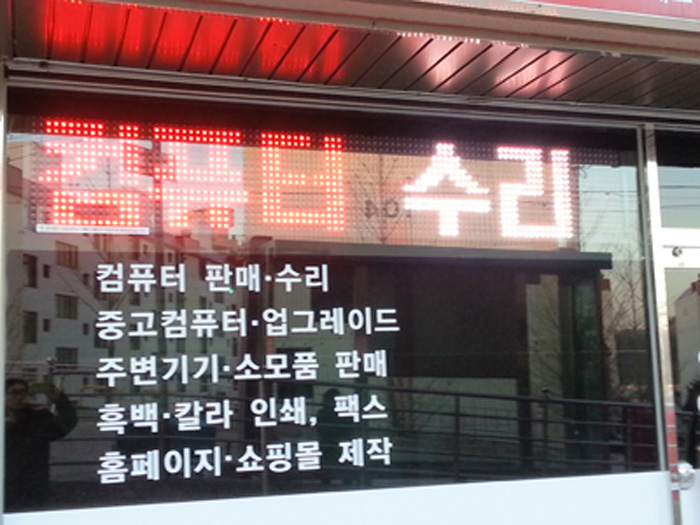 컴퓨터 수리
컴퓨터 판매·수리
중고컴퓨터·업그레이드
주변기기·소모품 판매
흑백·칼라 인쇄, 팩스
홈페이지·쇼핑몰 제작